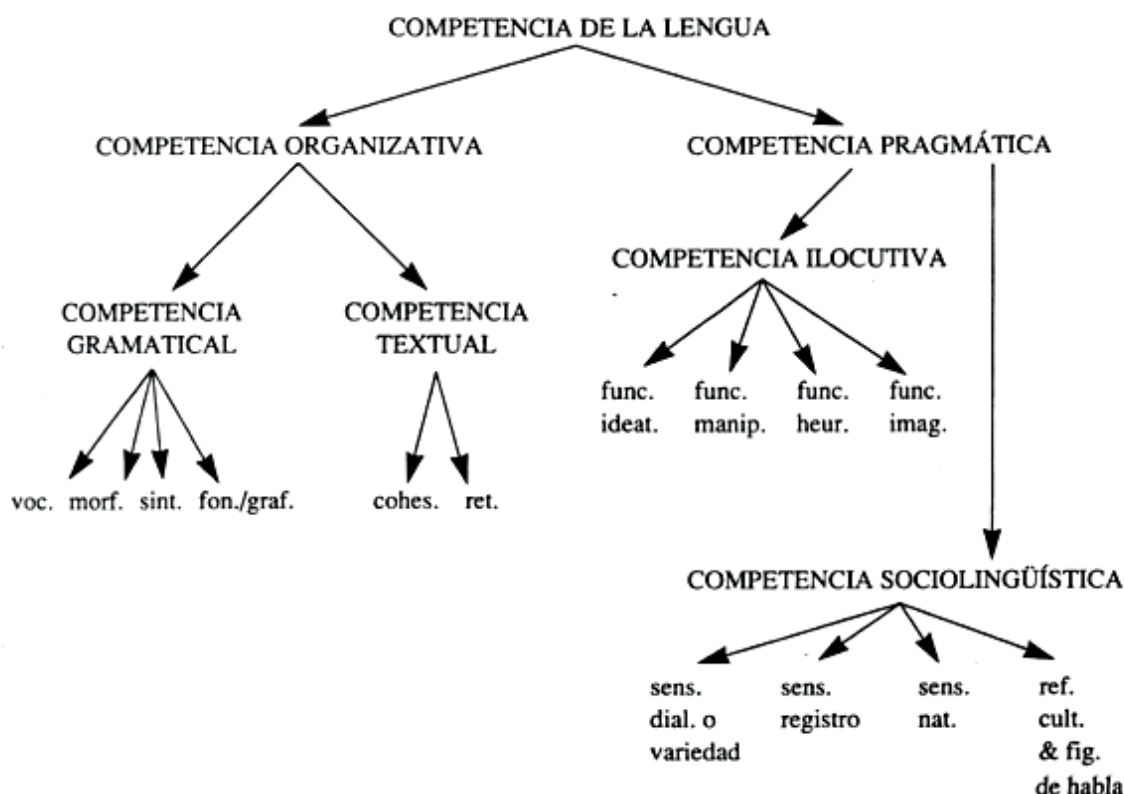 COMPETENCIA DE LA LENGUA
COMPETENCIA ORGANIZATIVA
COMPETENCIA PRAGMÁTICA
COMPETENCIA ILOCUTIVA
COMPETENCIA
GRAMATICAL
COMPETENCIA
TEXTUAL
func.
ideat.
func.
manip.
func.
heur.
func.
imag.
voc.
morf.
sint.
fon./graf.
cohes.
ret.
COMPETENCIA SOCIOLINGÜÍSTICA
sens.
dial. o
variedad
sens.
registro
sens.
nat.
ref.
cult.
& fig.
de habla